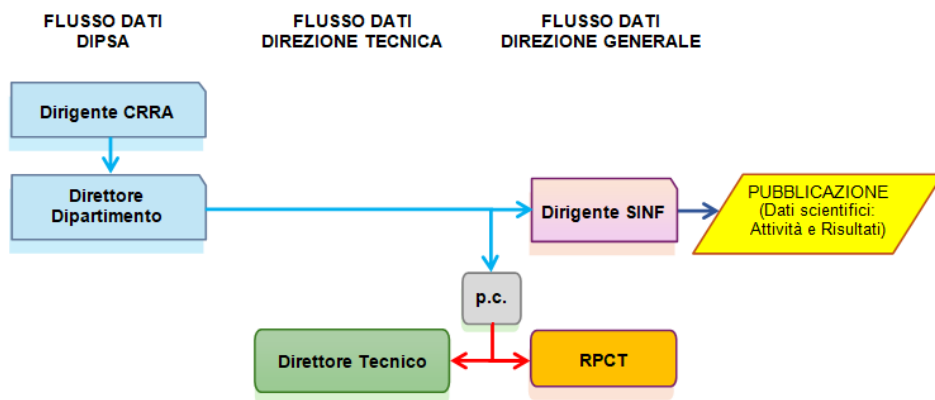 FLUSSO DATI
DIPSA
FLUSSO DATI
DIREZIONE TECNICA
FLUSSO DATI
DIREZIONE GENERALE
Dirigente CRRA
Direttore
Dipartimento
Dirigente SINF
PUBBLICAZIONE
(Dati scientifici:
Attività e Risultati)
p.c.
Direttore Tecnico
RPCT